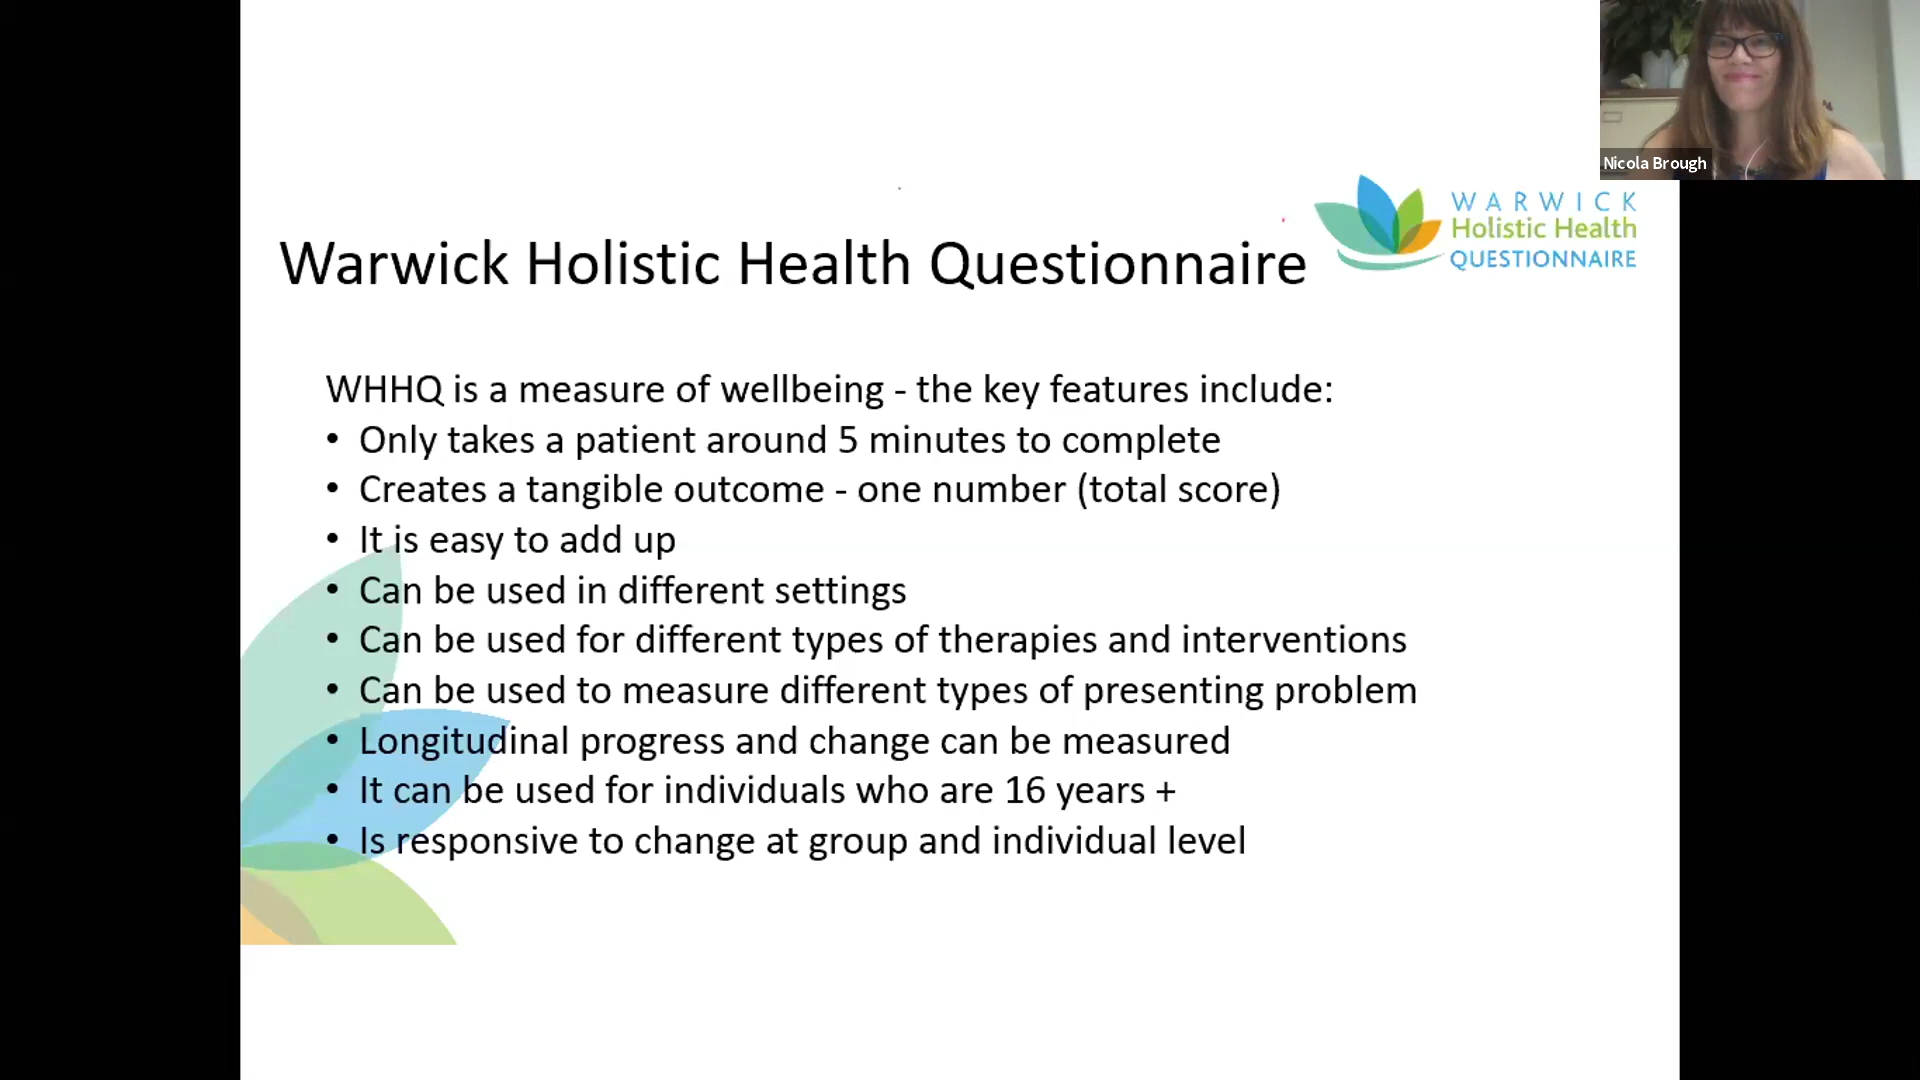 Nicola Brough
WARWICK
Holistic Health
QUESTIONNAIRE
Warwick Holistic Health Questionnaire
WHHQ is a measure of wellbeing - the key features include:
• Only takes a patient around 5 minutes to complete
• Creates a tangible outcome - one number (total score)
• It is easy to add up
• Can be used in different settings
• Can be used for different types of therapies and interventions
• Can be used to measure different types of presenting problem
• Longitudinal progress and change can be measured
• It can be used for individuals who are 16 years +
• Is responsive to change at group and individual level